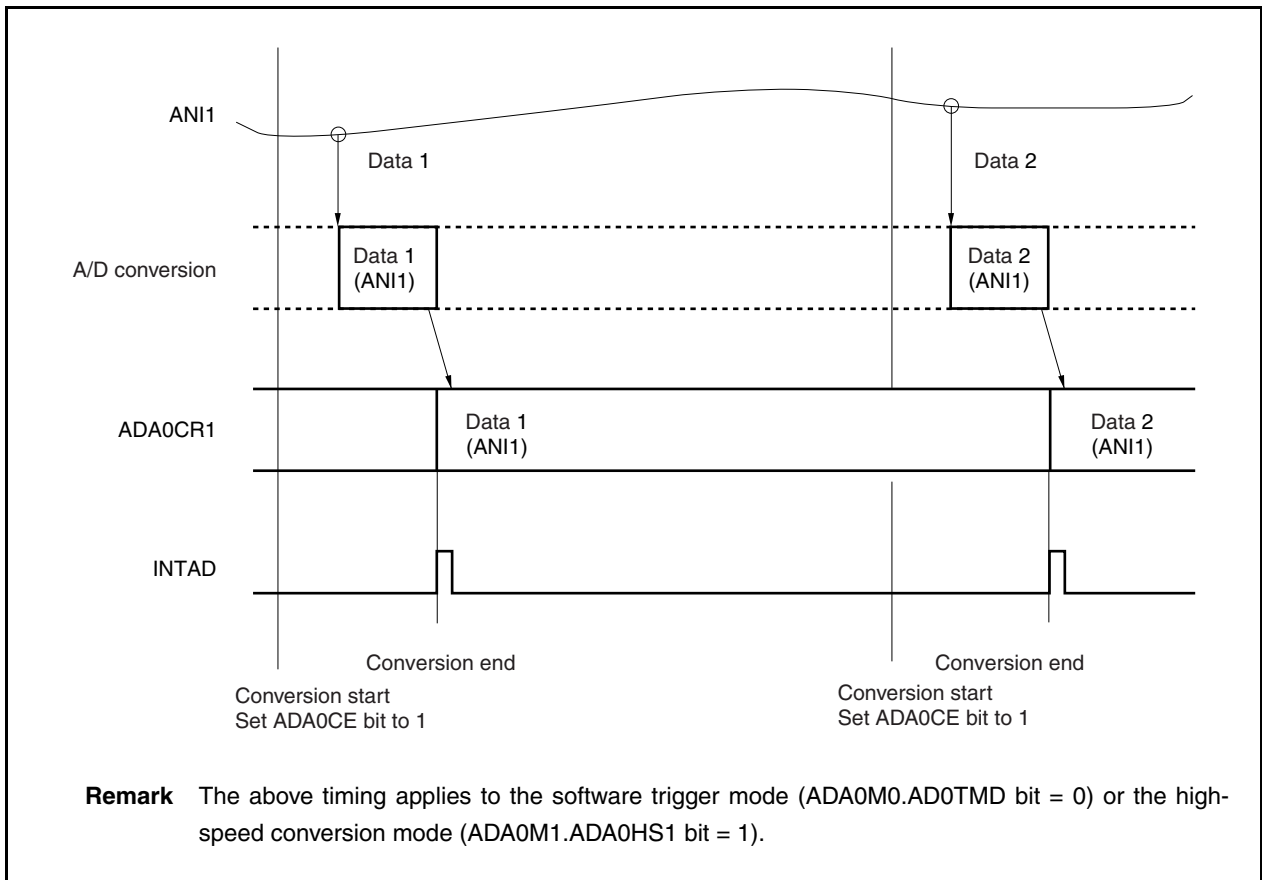 ANI1
Data 1
Data 2
A/D conversion
Data 1
(ANI1)
Data 2
(ANI1)
ADA0CR1
Data 1
(ANI1)
Data 2
(ANI1)
INTAD
Conversion end
Conversion end
Conversion start
Set ADA0CE bit to 1
Conversion start
Set ADA0CE bit to 1
Remark The above timing applies to the software trigger mode (ADA0M0.AD0TMD bit = 0) or the high-
speed conversion mode (ADA0M1.ADA0HS1 bit = 1).